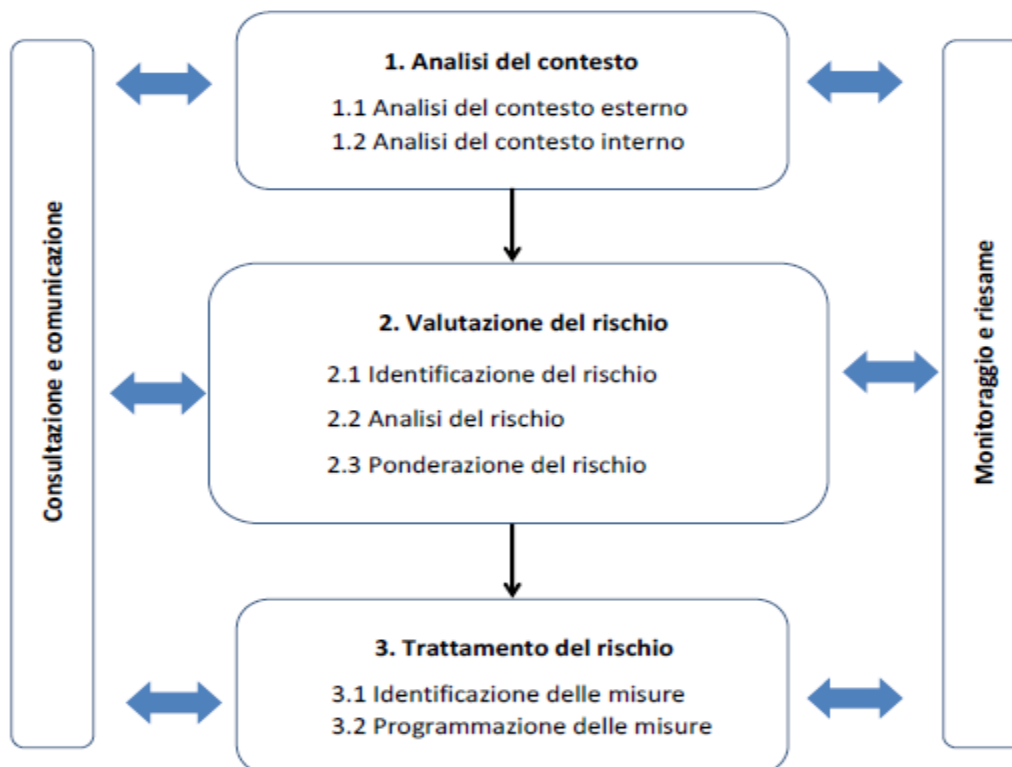 Consultazione e comunicazione
1. Analisi del contesto
1.1 Analisi del contesto esterno
1.2 Analisi del contesto interno
2. Valutazione del rischio
2.1 Identificazione del rischio
2.2 Analisi del rischio
2.3 Ponderazione del rischio
3. Trattamento del rischio
3.1 Identificazione delle misure
3.2 Programmazione delle misure
Monitoraggio e riesame